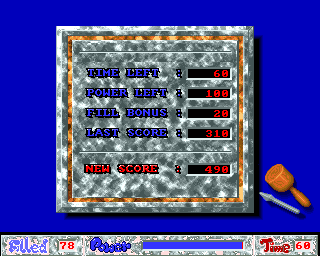 TIME LEFT : 60
POWER LEFT : 100
FILL BONUS : 20
LAST SCORE : 310
NEW SCORE : 490
Filled 78 Power Time 60